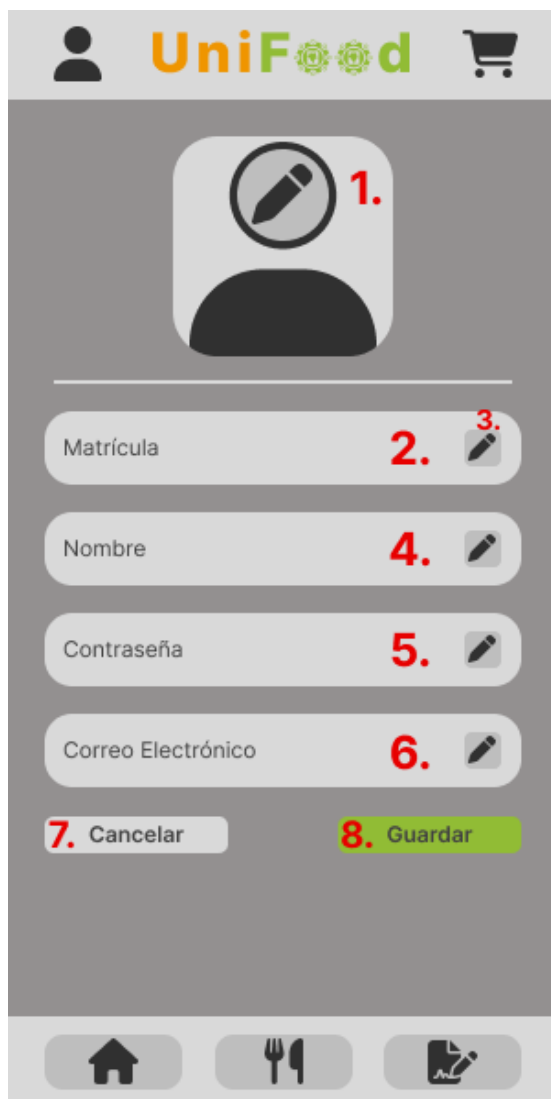 UniFood
1.
3.
Matrícula 2.
Nombre 4.
Contraseña 5.
Correo Electrónico 6.
7. Cancelar 8. Guardar